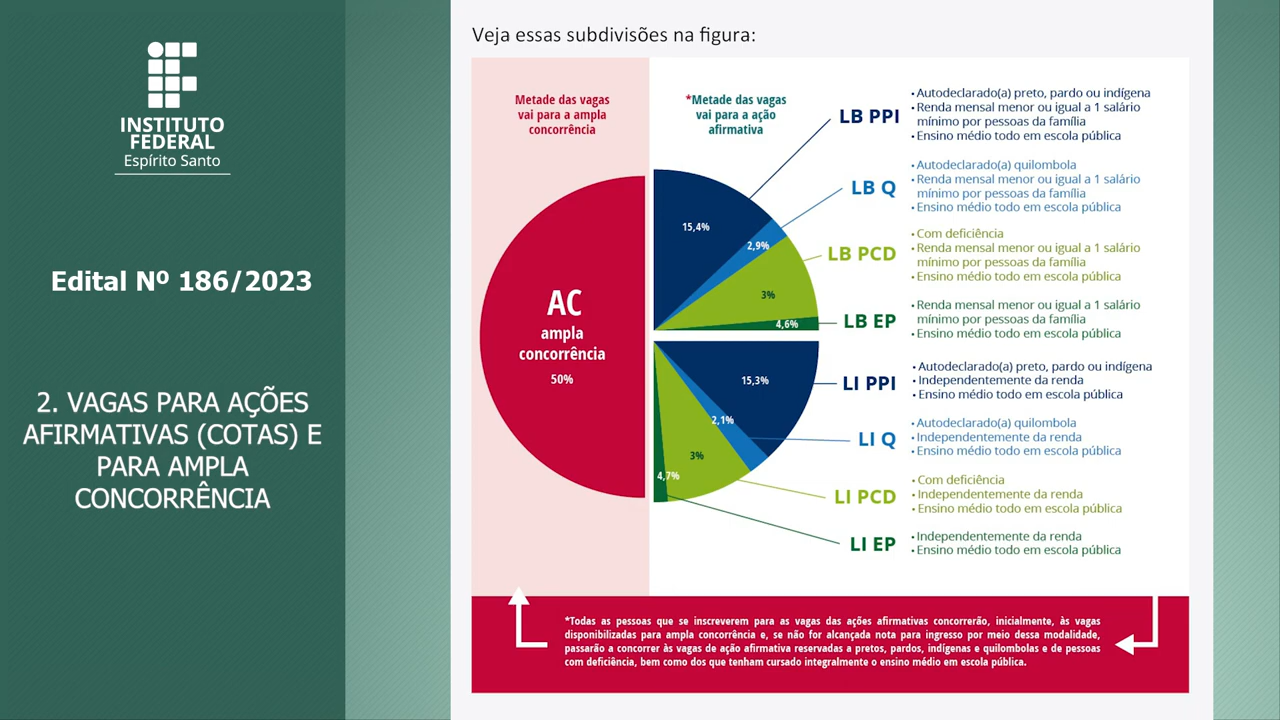 INSTITUTO
FEDERAL
Espírito Santo
Edital Nº 186/2023
2. VAGAS PARA AÇÕES
AFIRMATIVAS (COTAS) E
PARA AMPLA
CONCORRÊNCIA
Veja essas subdivisões na figura:
Metade das vagas
vai para a ampla
concorrência
*Metade das vagas
vai para a ação
afirmativa
AC
ampla
concorrência
50%
15,4%
2,9%
3%
4,6%
15,3%
2,1%
3%
4,7%
LB PPI
• Autodeclarado(a) preto, pardo ou indígena
• Renda mensal menor ou igual a 1 salário
mínimo por pessoas da família
• Ensino médio todo em escola pública
LB Q
Autodeclarado(a) quilombola
• Renda mensal menor ou igual a 1 salário
mínimo por pessoas da família
• Ensino médio todo em escola pública
LB PCD
• Com deficiência
• Renda mensal menor ou igual a 1 salário
mínimo por pessoas da família
• Ensino médio todo em escola pública
LB EP
• Renda mensal menor ou igual a 1 salário
mínimo por pessoas da família
• Ensino médio todo em escola pública
LI PPI
• Autodeclarado(a) preto, pardo ou indígena
• Independentemente da renda
• Ensino médio todo em escola pública
LI Q
• Autodeclarado(a) quilombola
• Independentemente da renda
• Ensino médio todo em escola pública
LI PCD
• Com deficiência
• Independentemente da renda
• Ensino médio todo em escola pública
LI EP
• Independentemente da renda
• Ensino médio todo em escola pública
*Todas as pessoas que se inscreverem para as vagas das ações afirmativas concorrerão, inicialmente, às vagas
disponibilizadas para ampla concorrência e, se não for alcançada nota para ingresso por meio dessa modalidade,
passarão a concorrer às vagas de ação afirmativa reservadas a pretos, pardos, indígenas e quilombolas e de pessoas
com deficiência, bem como dos que tenham cursado integralmente o ensino médio em escola pública.